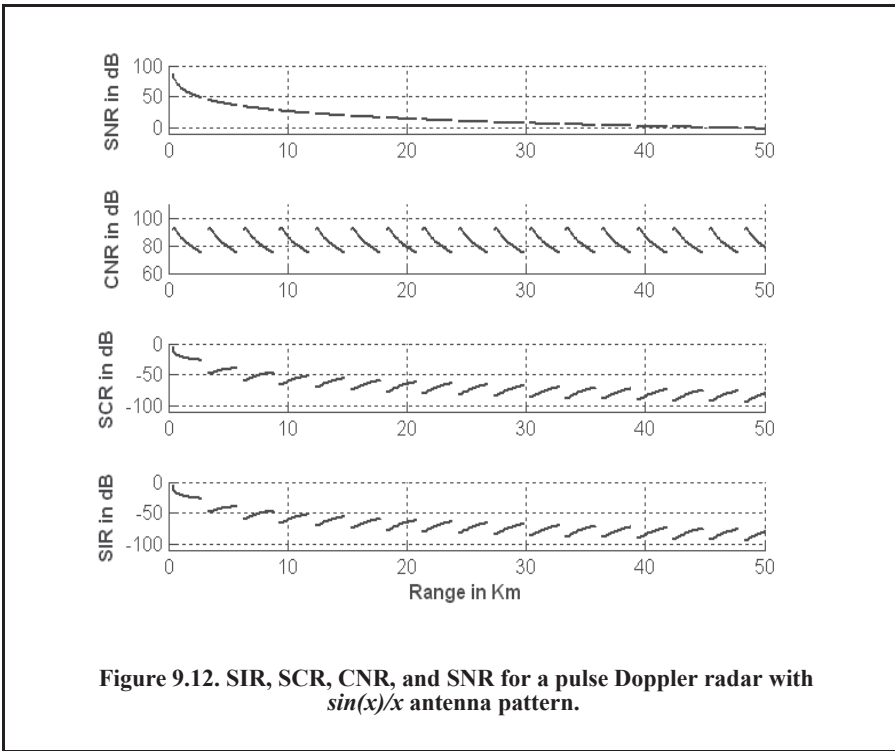 SNR in dB
100
50
0
0 10 20 30 40 50
CNR in dB
100
80
60
0 10 20 30 40 50
SCR in dB
0
-50
-100
0 10 20 30 40 50
SIR in dB
0
-50
-100
0 10 20 30 40 50
Range in Km
Figure 9.12. SIR, SCR, CNR, and SNR for a pulse Doppler radar with
sin(x)/x antenna pattern.